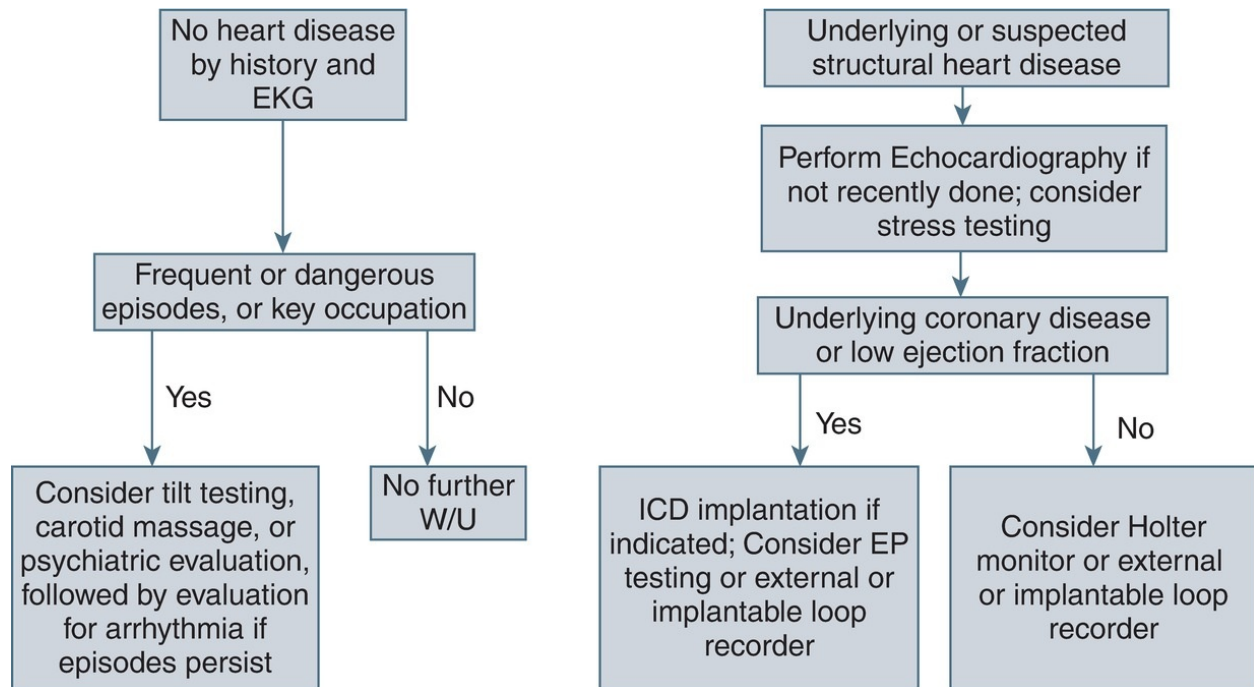 No heart disease
by history and
EKG
Frequent or dangerous
episodes, or key occupation
Yes
No
Consider tilt testing,
carotid massage, or
psychiatric evaluation,
followed by evaluation
for arrhythmia if
episodes persist
No further
W/U
Underlying or suspected
structural heart disease
Perform Echocardiography if
not recently done; consider
stress testing
Underlying coronary disease
or low ejection fraction
Yes
No
ICD implantation if
indicated; Consider EP
testing or external or
implantable loop
recorder
Consider Holter
monitor or external
or implantable loop
recorder